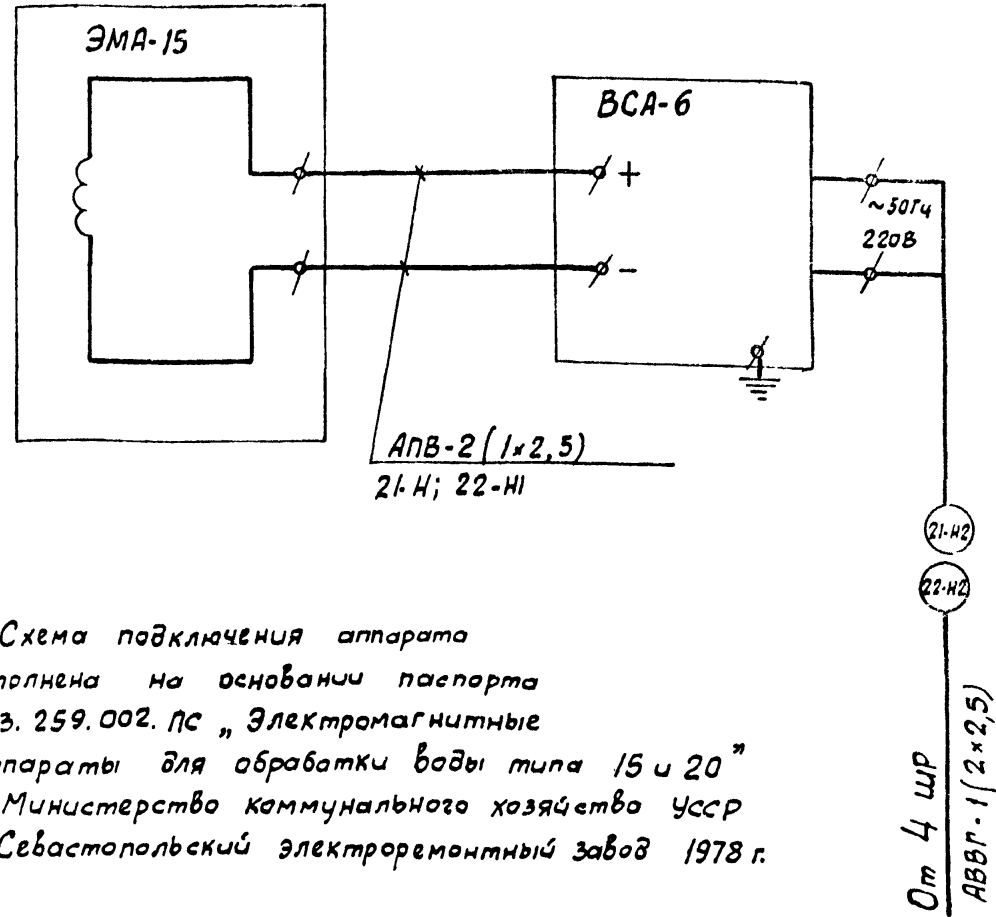 ЭМА-15
ВСА-6
+
-
~50Гц
220В
АПВ-2(1×2,5)
21-Н; 22-Н1
21-Н2
22-Н2
От 4 ШР
АВВГ-1(2×2,5)
Схема подключения аппарата
полнена на основании паспорта
3.259.002.ПС „Электромагнитные
параты для обработки воды типа 15 и 20”
Министерство коммунального хозяйства УССР
Севастопольский электроремонтный завод 1978 г.